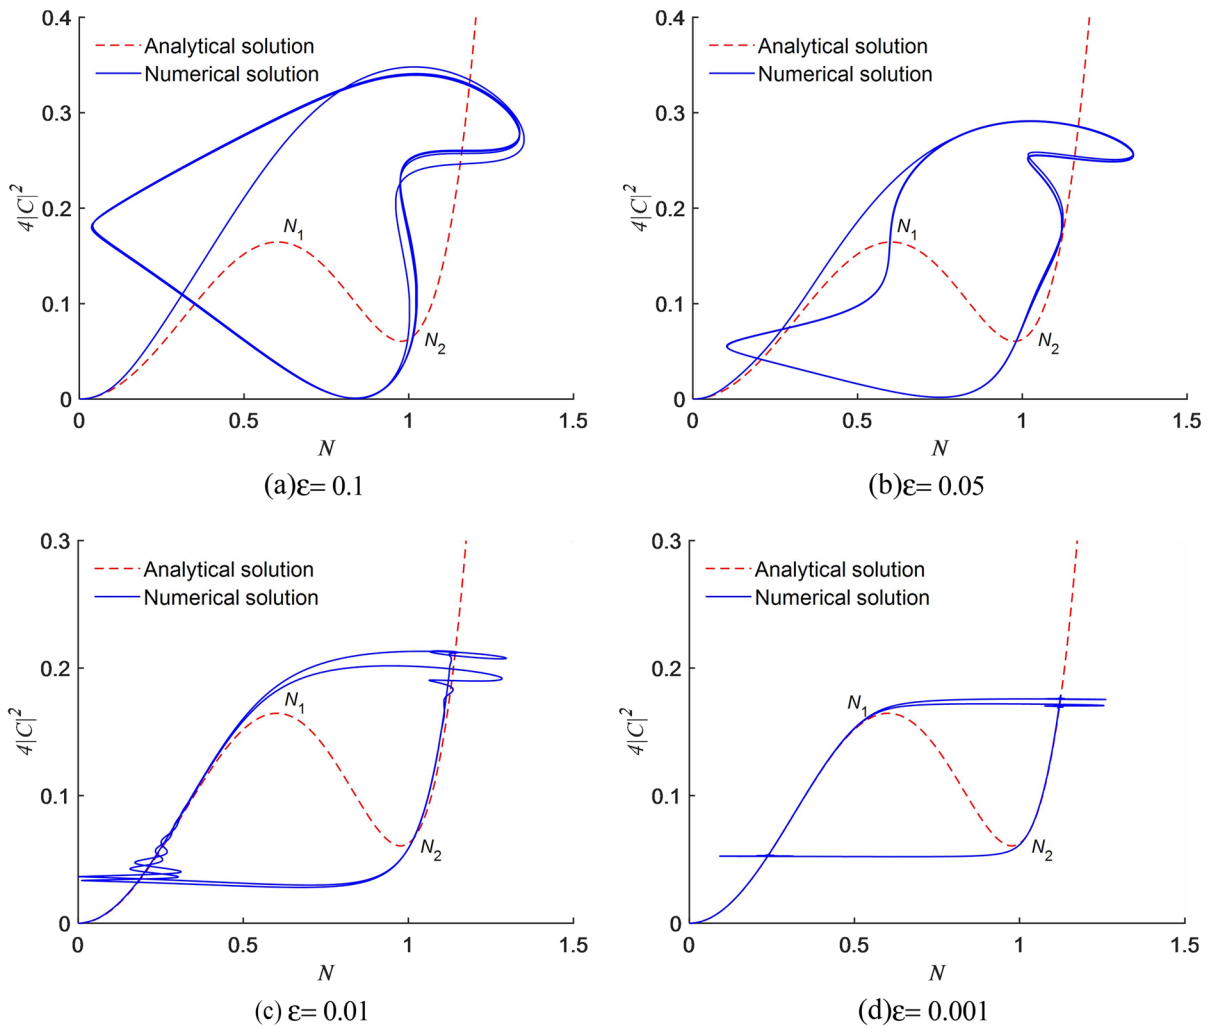 0.4
Analytical solution
Numerical solution
0.3
4|C|²
0.2
N₁
0.1
N₂
0
0
0.5
1
1.5
N
(a)ε= 0.1
0.4
Analytical solution
Numerical solution
0.3
4|C|²
0.2
N₁
0.1
N₂
0
0
0.5
1
1.5
N
(b)ε= 0.05
0.3
Analytical solution
Numerical solution
0.2
4|C|²
N₁
0.1
N₂
0
0
0.5
1
1.5
N
(c) ε= 0.01
0.3
Analytical solution
Numerical solution
0.2
4|C|²
N₁
0.1
N₂
0
0
0.5
1
1.5
N
(d)ε= 0.001